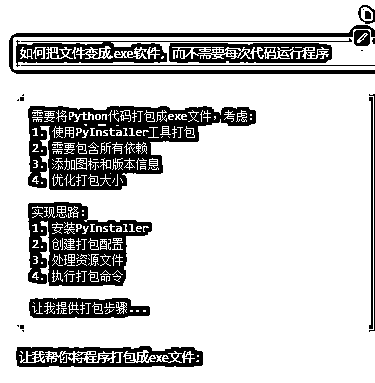 如何把文件变成.exe软件，而不需要每次代码运行程序
需要将Python代码打包成exe文件，考虑：
1. 使用PyInstaller工具打包
2. 需要包含所有依赖
3. 添加图标和版本信息
4. 优化打包大小
实现思路：
1. 安装PyInstaller
2. 创建打包配置
3. 处理资源文件
4. 执行打包命令
让我提供打包步骤...
让我帮你将程序打包成exe文件：